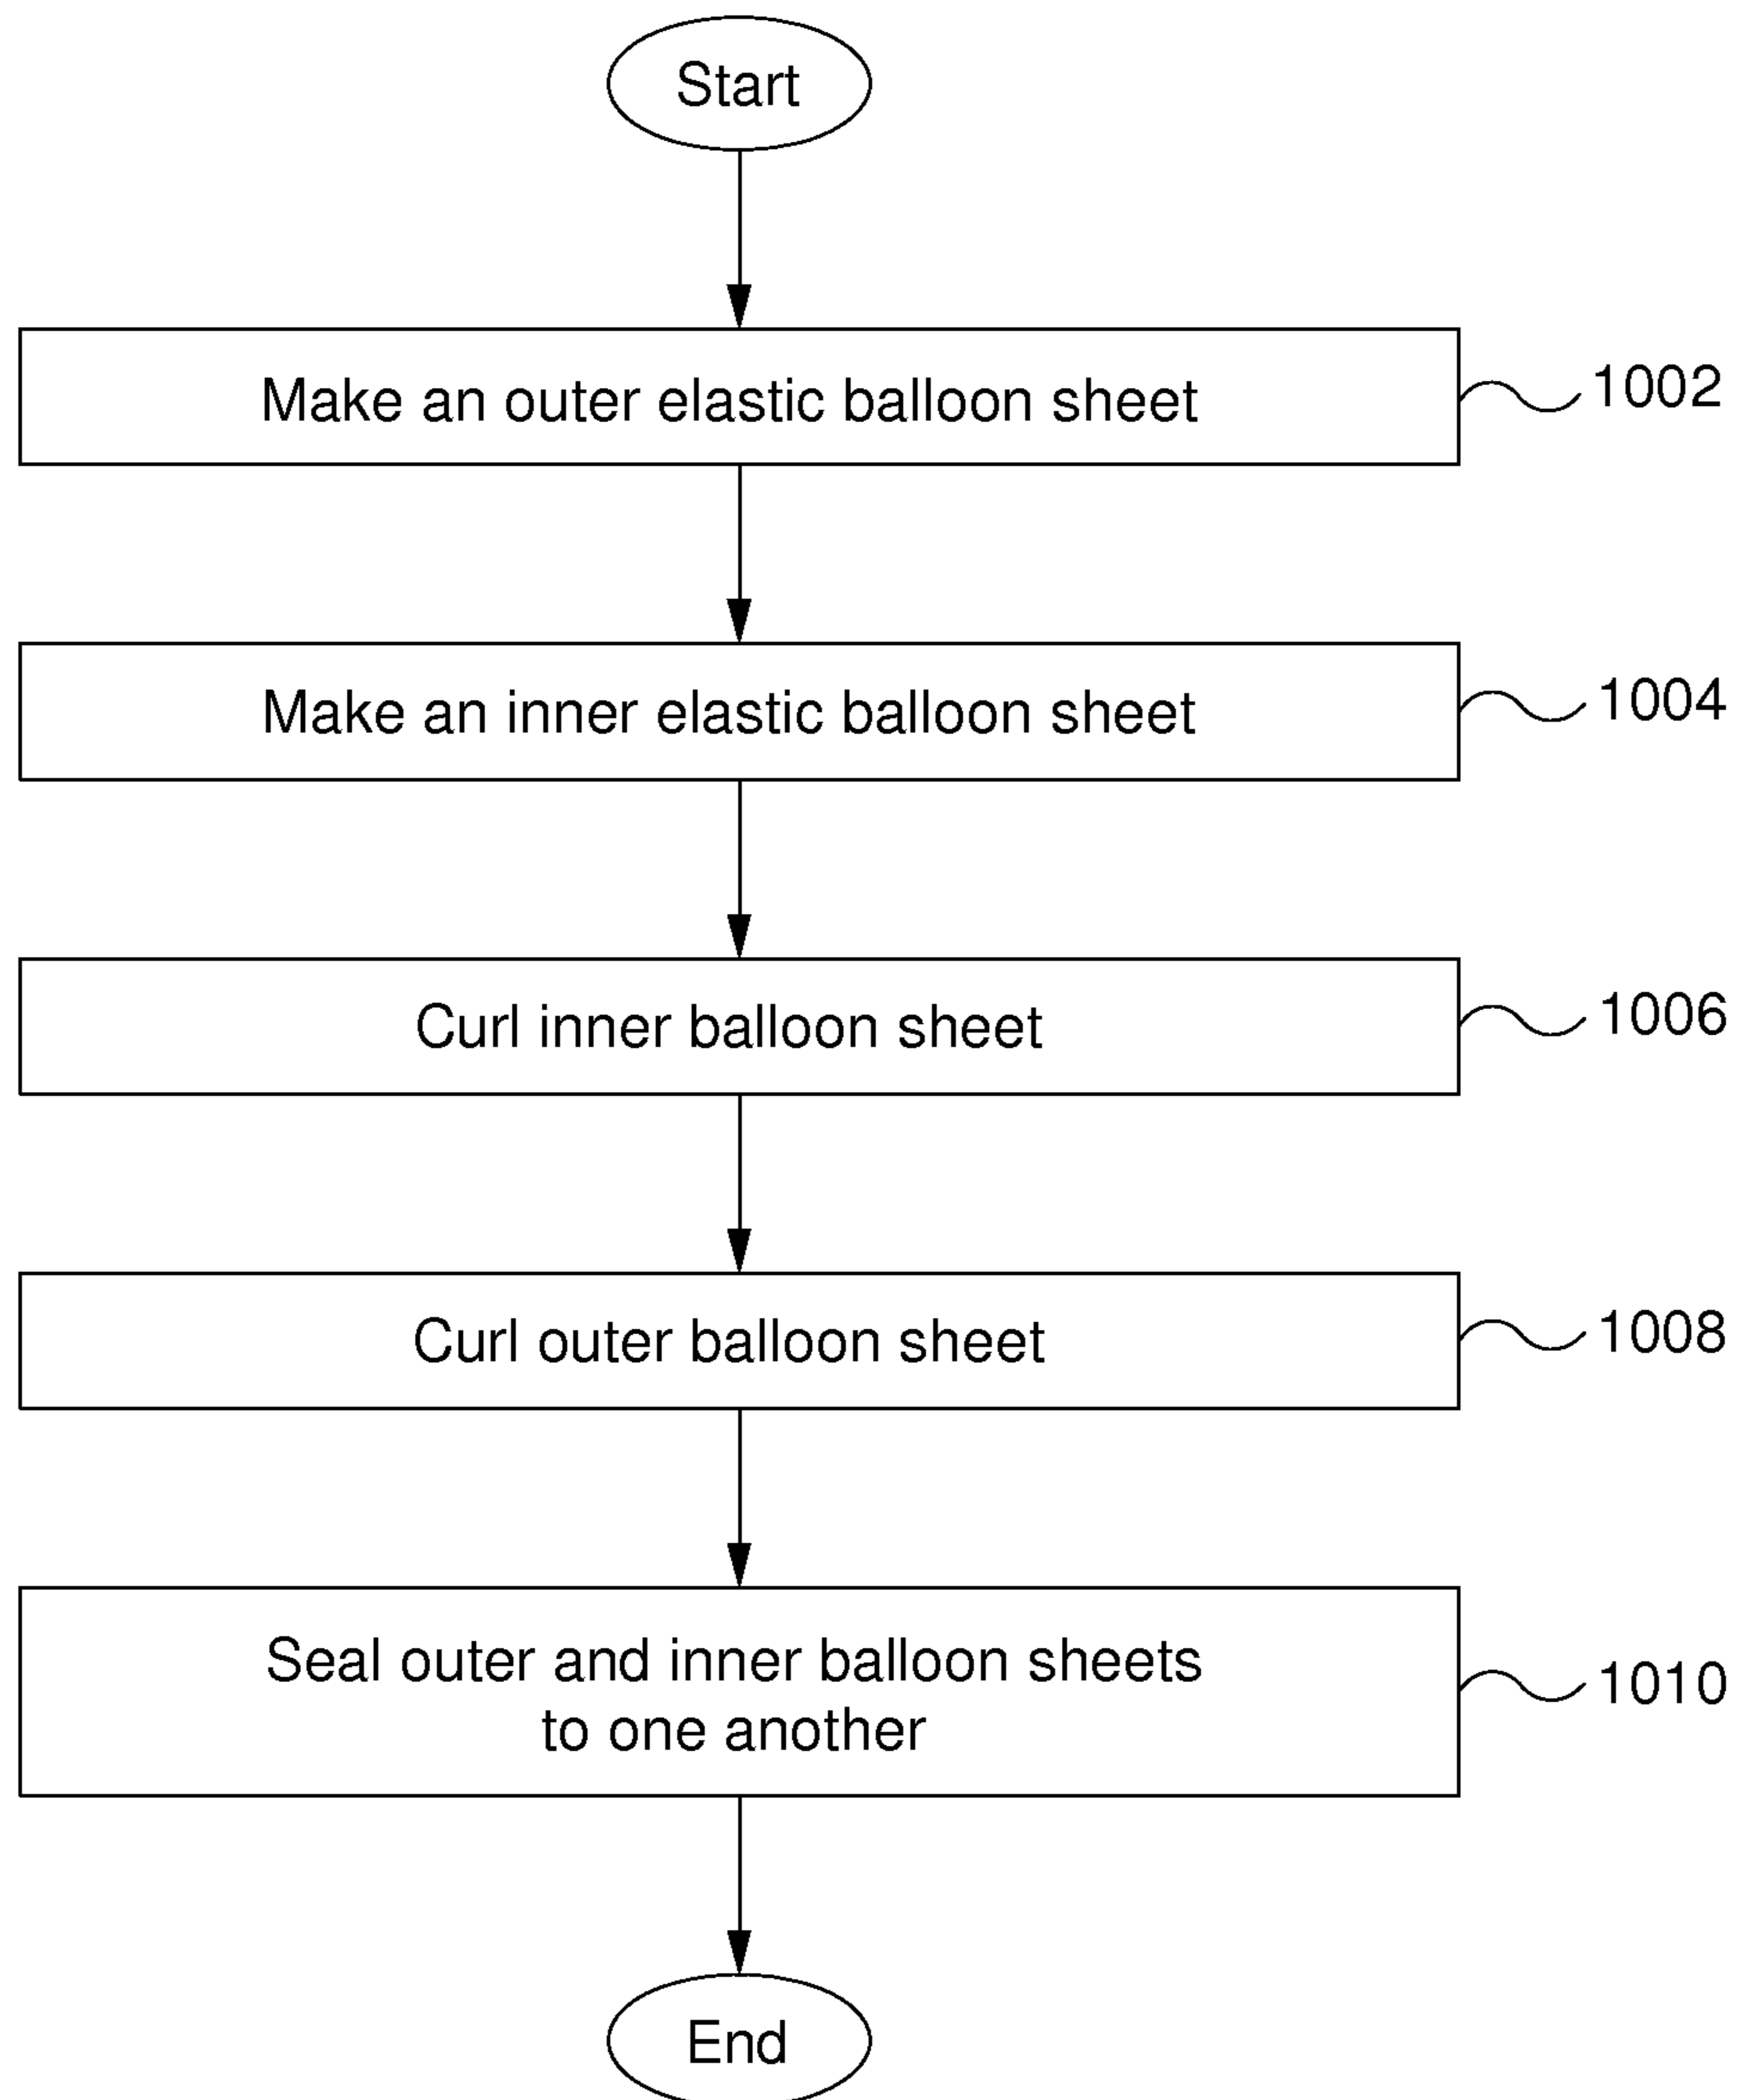 Start
Make an outer elastic balloon sheet
1002
Make an inner elastic balloon sheet
1004
Curl inner balloon sheet
1006
Curl outer balloon sheet
1008
Seal outer and inner balloon sheets
to one another
1010
End